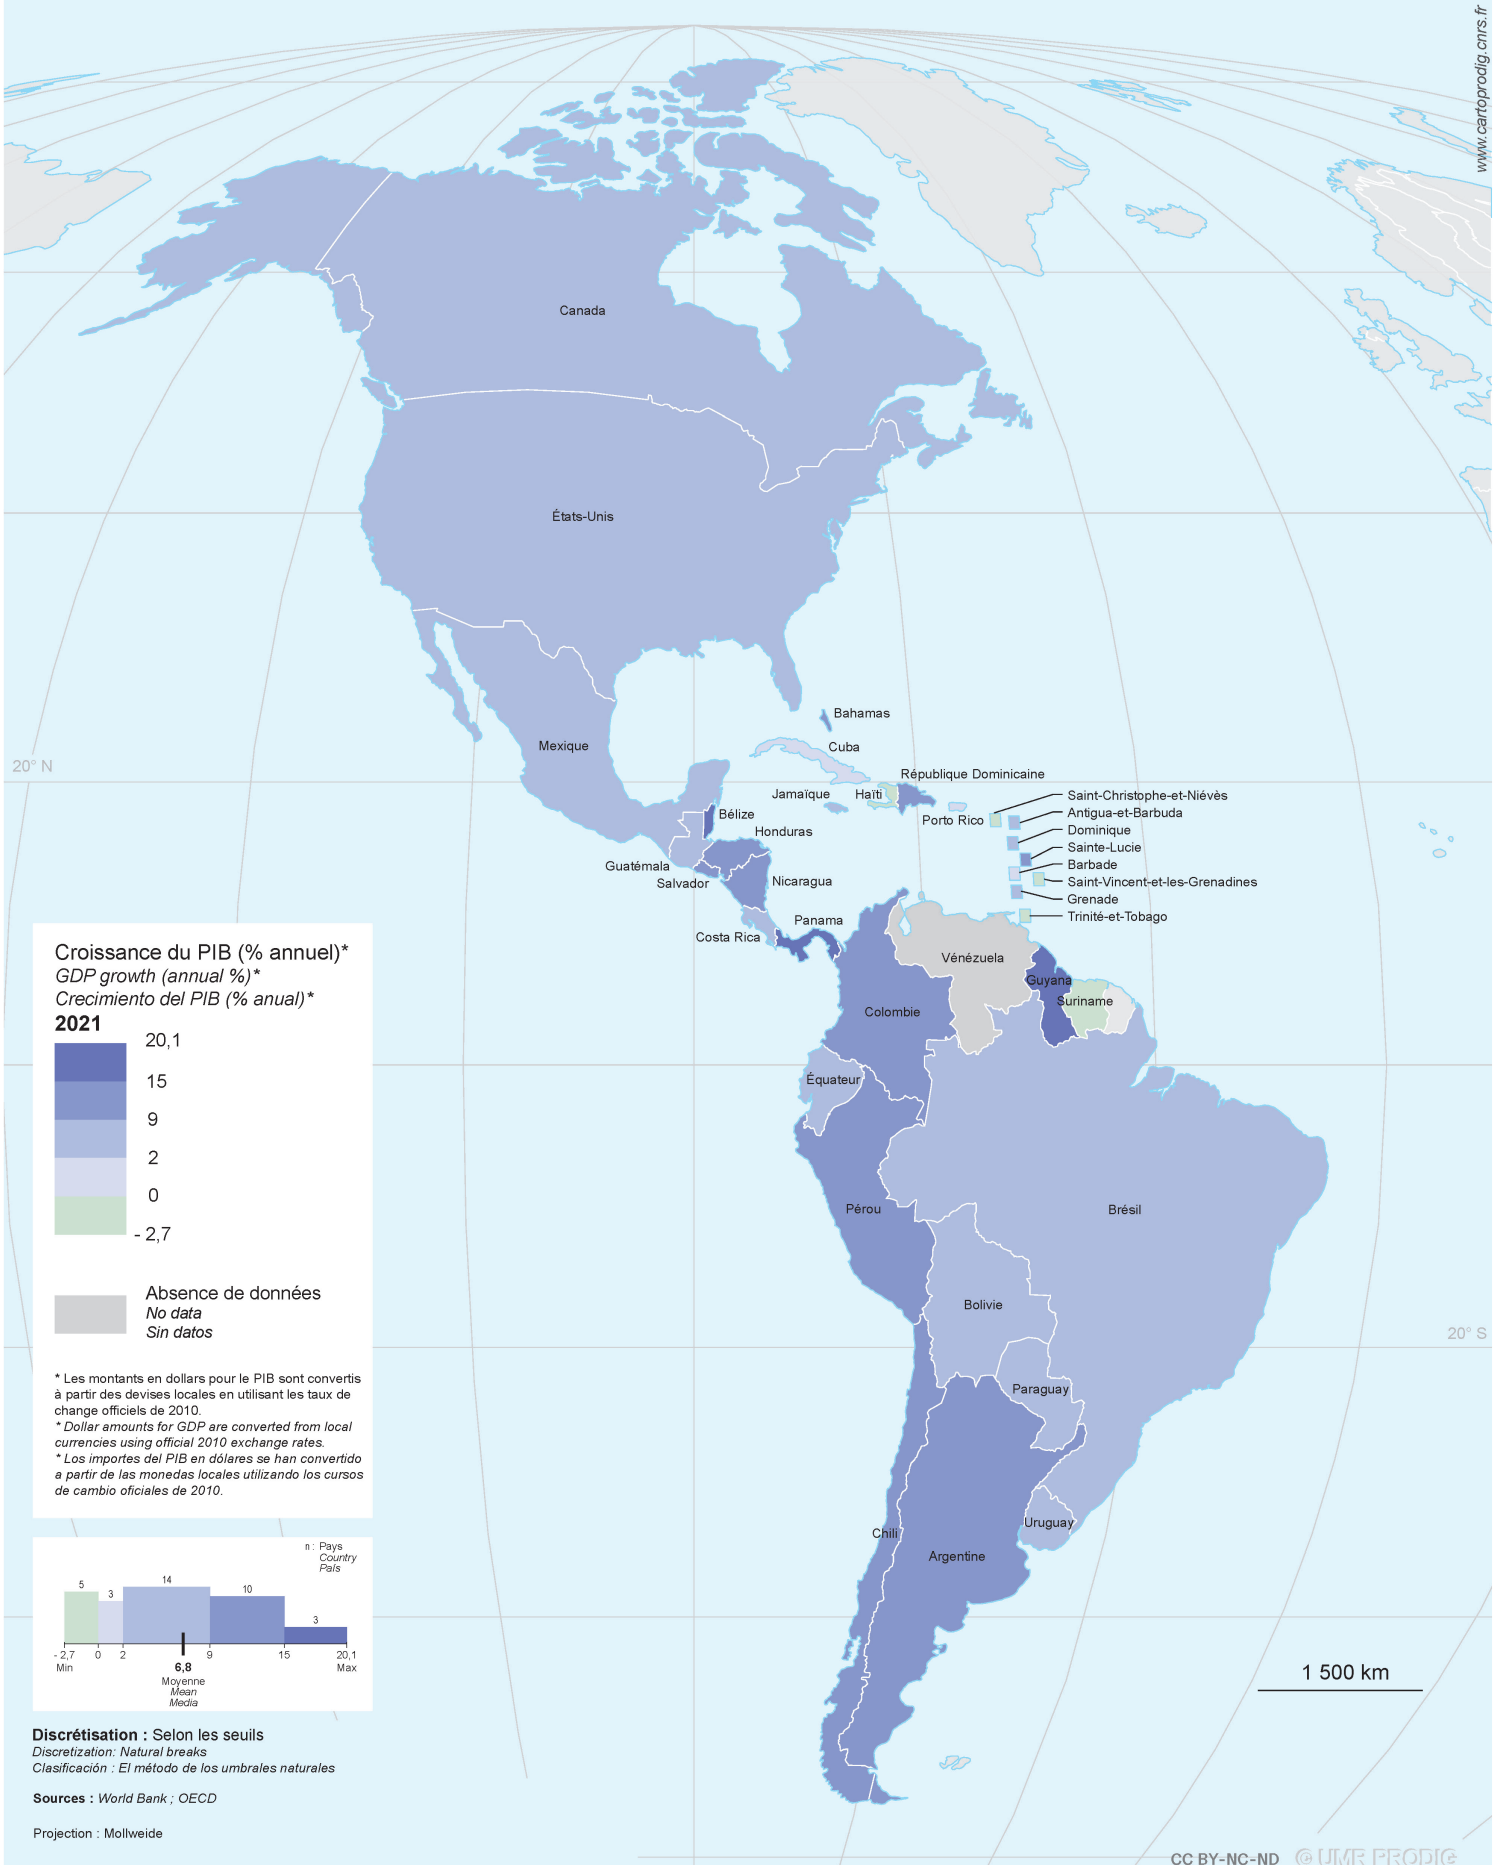 www.cartoprodig.cnrs.fr
Canada
États-Unis
Mexique
Bahamas
Cuba
20° N
République Dominicaine
Jamaïque
Haïti
Porto Rico
Saint-Christophe-et-Niévès
Antigua-et-Barbuda
Dominique
Sainte-Lucie
Barbade
Saint-Vincent-et-les-Grenadines
Grenade
Trinité-et-Tobago
Bélize
Honduras
Guatémala
Salvador
Nicaragua
Panama
Costa Rica
Vénézuela
Guyana
Suriname
Colombie
Équateur
Pérou
Brésil
Bolivie
20° S
Paraguay
Uruguay
Chili
Argentine
Croissance du PIB (% annuel)*
GDP growth (annual %)*
Crecimiento del PIB (% anual)*
2021
20,1
15
9
2
0
- 2,7
Absence de données
No data
Sin datos
* Les montants en dollars pour le PIB sont convertis
à partir des devises locales en utilisant les taux de
change officiels de 2010.
* Dollar amounts for GDP are converted from local
currencies using official 2010 exchange rates.
* Los importes del PIB en dólares se han convertido
a partir de las monedas locales utilizando los cursos
de cambio oficiales de 2010.
n : Pays
Country
País
5
3
14
10
3
- 2,7
0
2
9
15
20,1
Min
6,8
Max
Moyenne
Mean
Media
1 500 km
Discrétisation : Selon les seuils
Discretization: Natural breaks
Clasificación : El método de los umbrales naturales
Sources : World Bank ; OECD
Projection : Mollweide
CC BY-NC-ND © UMR PRODIG